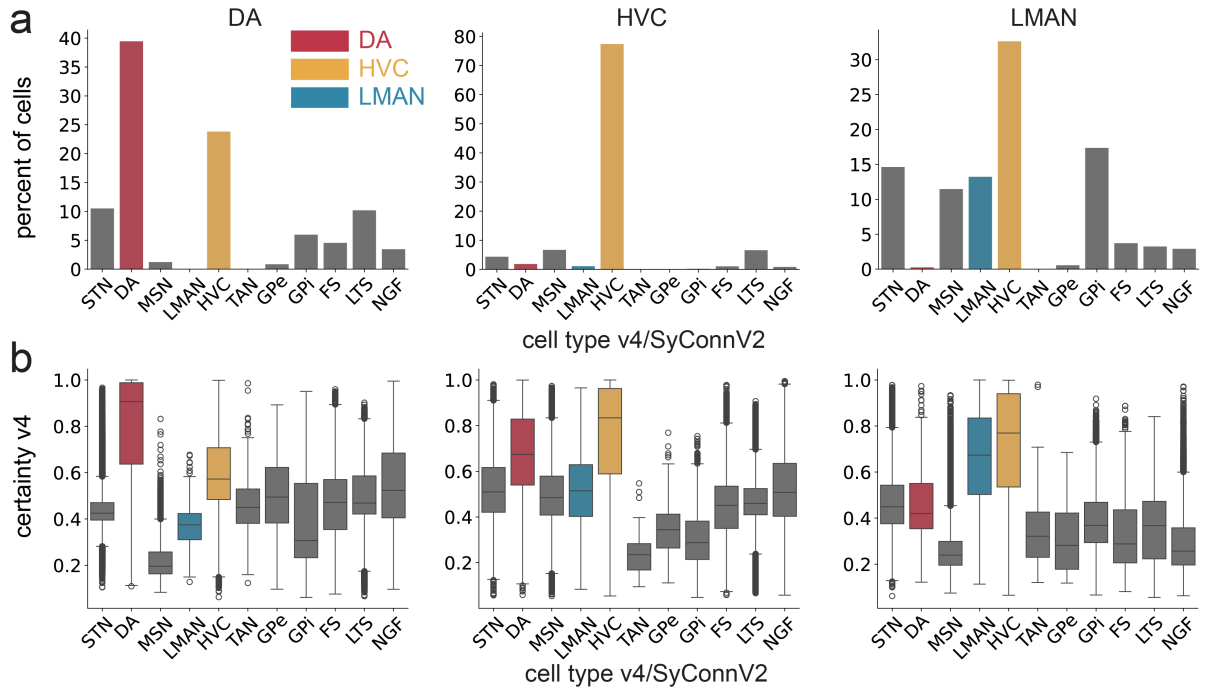 a
DA
HVC
LMAN
DA
HVC
LMAN
percent of cells
40
35
30
25
20
15
10
5
0
STN DA MSN LMAN HVC TAN GPe GPi FS LTS NGF
80
70
60
50
40
30
20
10
0
STN DA MSN LMAN HVC TAN GPe GPi FS LTS NGF
30
25
20
15
10
5
0
STN DA MSN LMAN HVC TAN GPe GPi FS LTS NGF
cell type v4/SyConnV2
b
certainty v4
1.0
0.8
0.6
0.4
0.2
STN DA MSN LMAN HVC TAN GPe GPi FS LTS NGF
1.0
0.8
0.6
0.4
0.2
STN DA MSN LMAN HVC TAN GPe GPi FS LTS NGF
1.0
0.8
0.6
0.4
0.2
STN DA MSN LMAN HVC TAN GPe GPi FS LTS NGF
cell type v4/SyConnV2